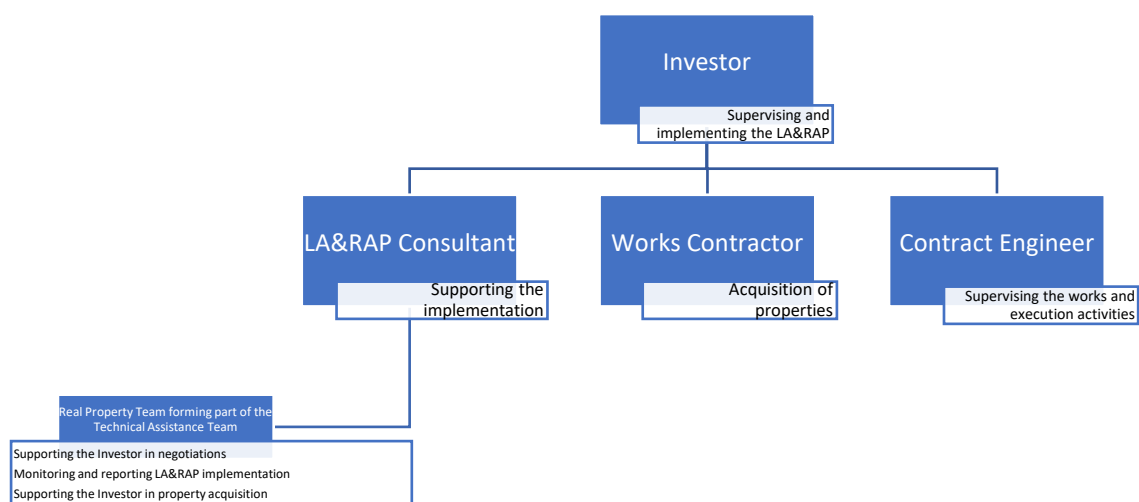 Investor
Supervising and
implementing the LA&RAP
LA&RAP Consultant
Supporting the
implementation
Works Contractor
Acquisition of
properties
Contract Engineer
Supervising the works and
execution activities
Real Property Team forming part of the
Technical Assistance Team
Supporting the Investor in negotiations
Monitoring and reporting LA&RAP implementation
Supporting the Investor in property acquisition